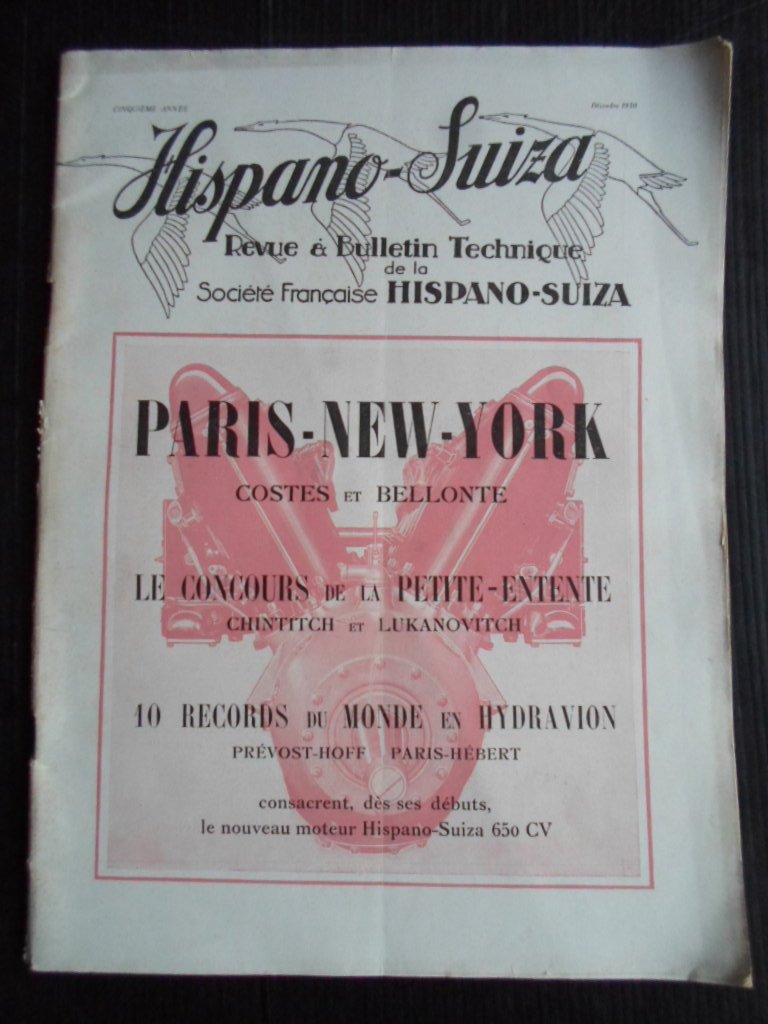 CINQUIÈME ANNÉE
Décembre 1930
Hispano-Suiza
Revue & Bulletin Technique
de la
Société Française HISPANO-SUIZA
PARIS-NEW-YORK
COSTES ET BELLONTE
LE CONCOURS DE LA PETITE-ENTENTE
CHINTITCH ET LUKANOVITCH
10 RECORDS DU MONDE EN HYDRAVION
PRÉVOST-HOFF PARIS-HÉBERT
consacrent, dès ses débuts,
le nouveau moteur Hispano-Suiza 650 CV